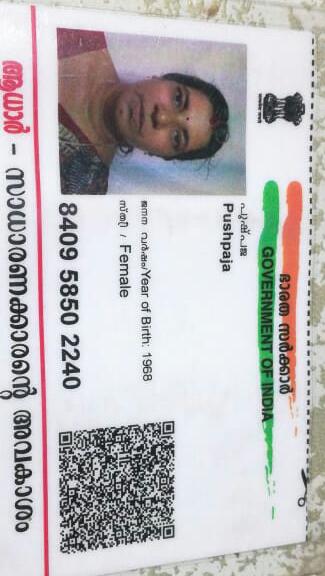 ഭാരത സർക്കാർ
GOVERNMENT OF INDIA
പുഷ്പജ
Pushpaja
ജനന വർഷം/Year of Birth: 1968
സ്ത്രീ / Female
8409 5850 2240
ആധാർ - സാധാരണക്കാരന്റെ അവകാശം